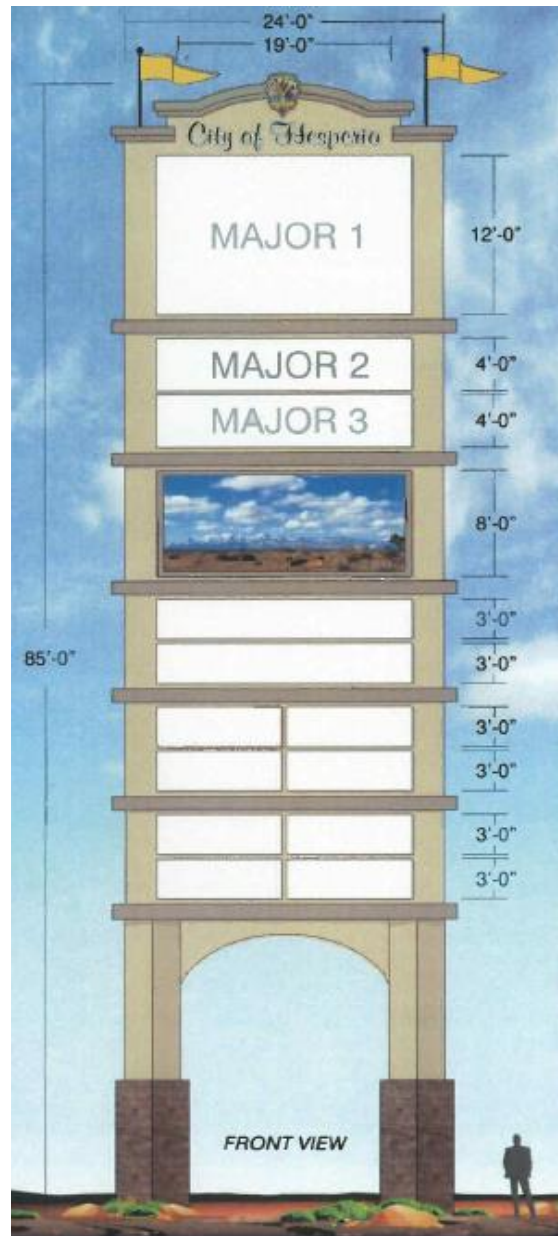 24'-0"
19'-0"
City of Hesperia
MAJOR 1
12'-0"
MAJOR 2
4'-0"
MAJOR 3
4'-0"
8'-0"
3'-0"
85'-0"
3'-0"
3'-0"
3'-0"
3'-0"
3'-0"
FRONT VIEW